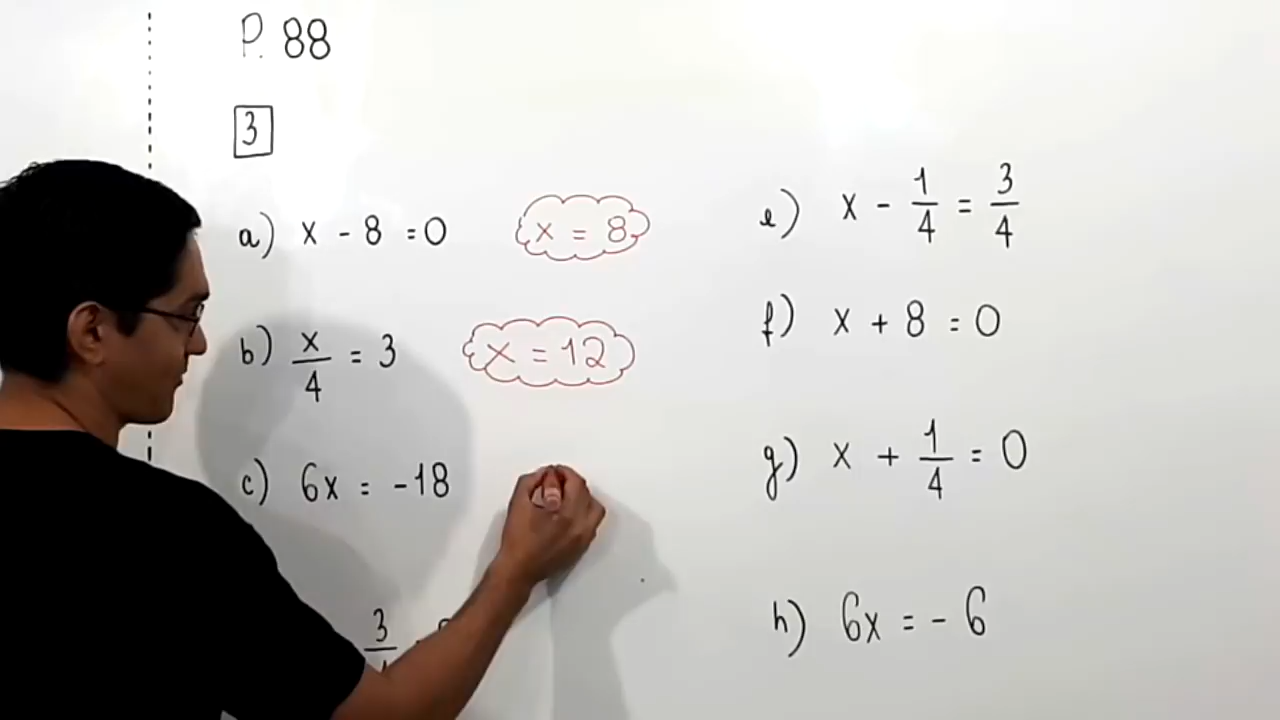 P. 88
3
a) x - 8 = 0 x = 8
b) x/4 = 3 x = 12
c) 6x = -18
3
e) x - 1/4 = 3/4
f) x + 8 = 0
g) x + 1/4 = 0
h) 6x = - 6